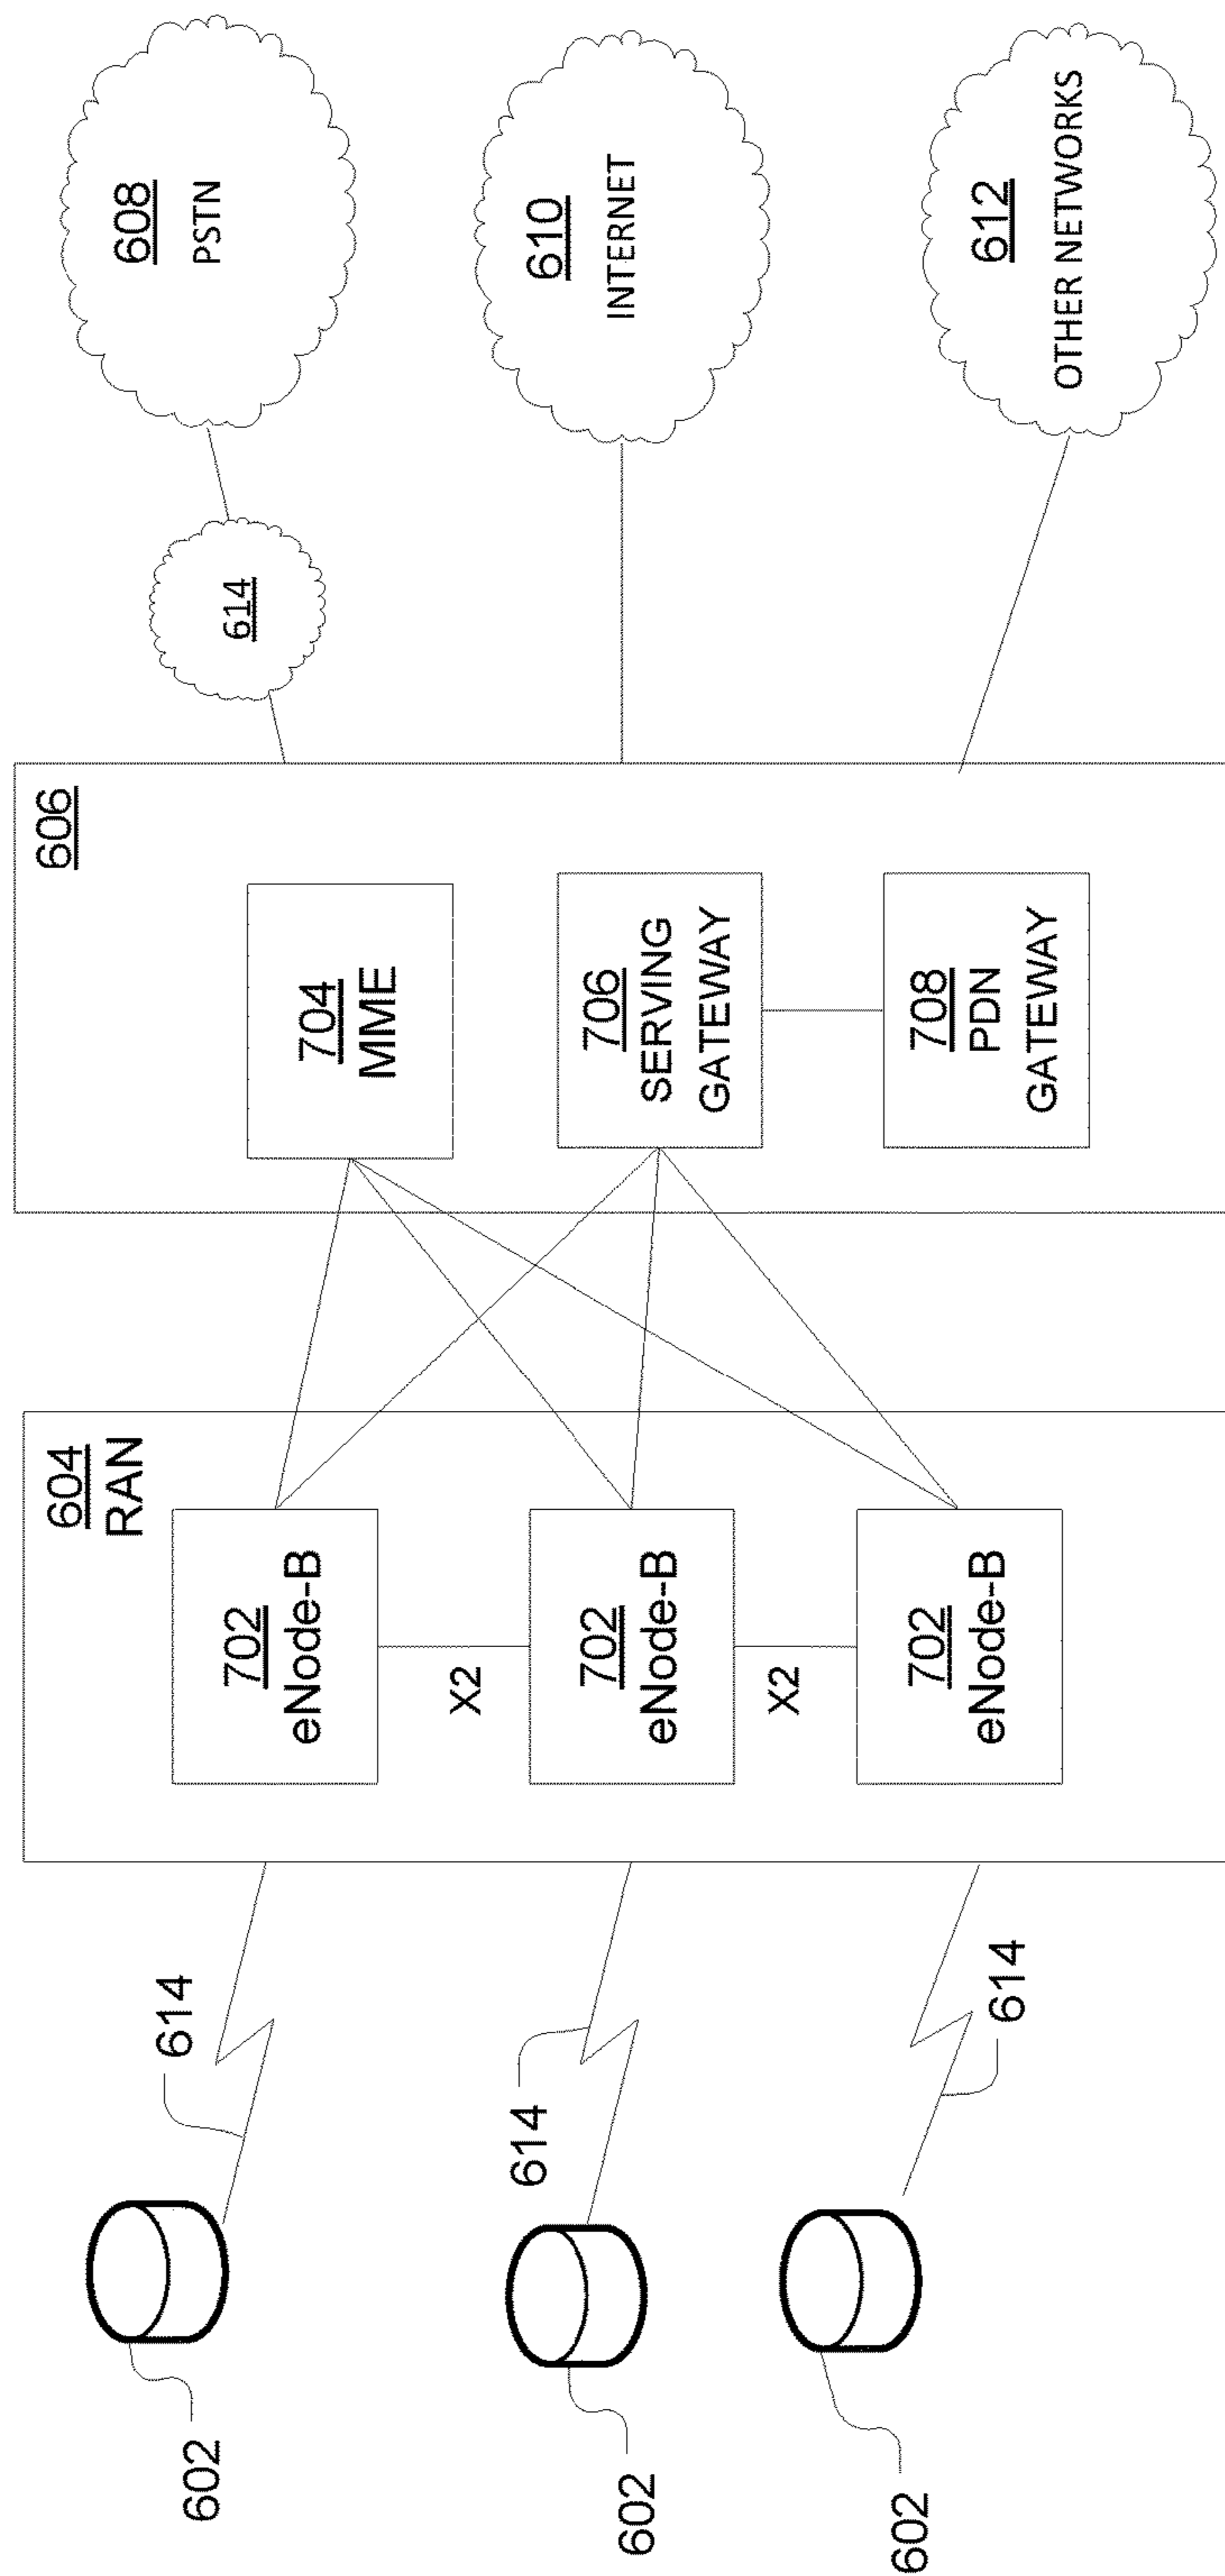 602
602
602
614
614
614
604
RAN
702
eNode-B
X2
702
eNode-B
X2
702
eNode-B
606
704
MME
706
SERVING
GATEWAY
708
PDN
GATEWAY
614
608
PSTN
610
INTERNET
612
OTHER NETWORKS